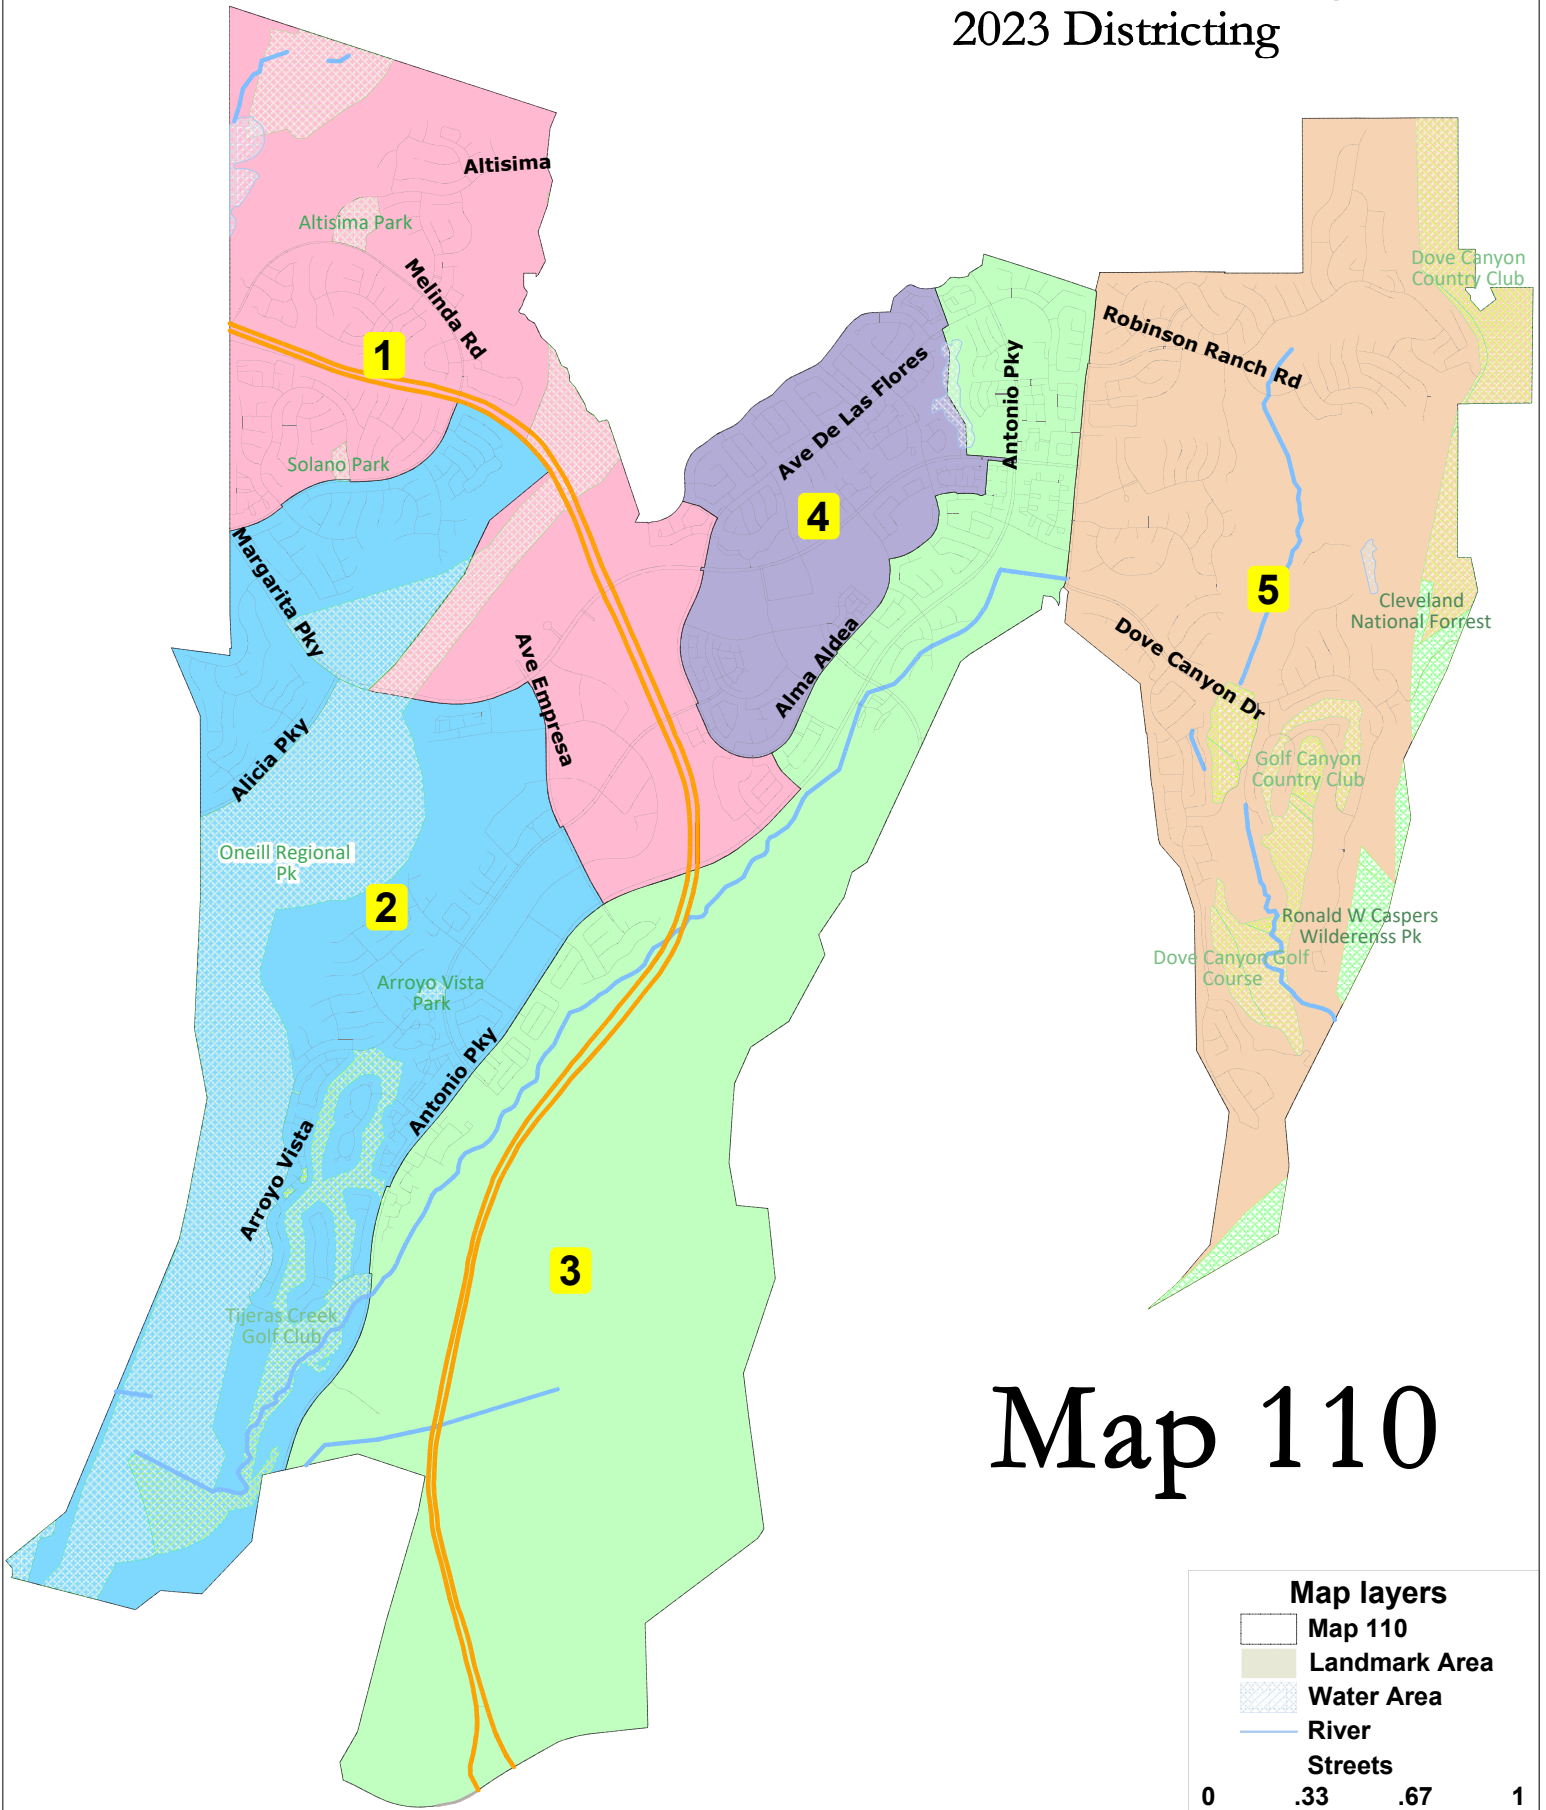 2023 Districting
Altisima
Altisima Park
Melinda Rd
1
Solano Park
Margarita Pky
Ave Empresa
Alicia Pky
Oneill Regional
Pk
2
Arroyo Vista
Park
Antonio Pky
Arroyo Vista
Tijeras Creek
Golf Club
3
Ave De Las Flores
4
Alma Aldea
Antonio Pky
Dove Canyon
Country Club
Robinson Ranch Rd
5
Cleveland
National Forrest
Dove Canyon Dr
Golf Canyon
Country Club
Ronald W Caspers
Wilderenss Pk
Dove Canyon Golf
Course
Map 110
Map layers
Map 110
Landmark Area
Water Area
River
Streets
0 .33 .67 1